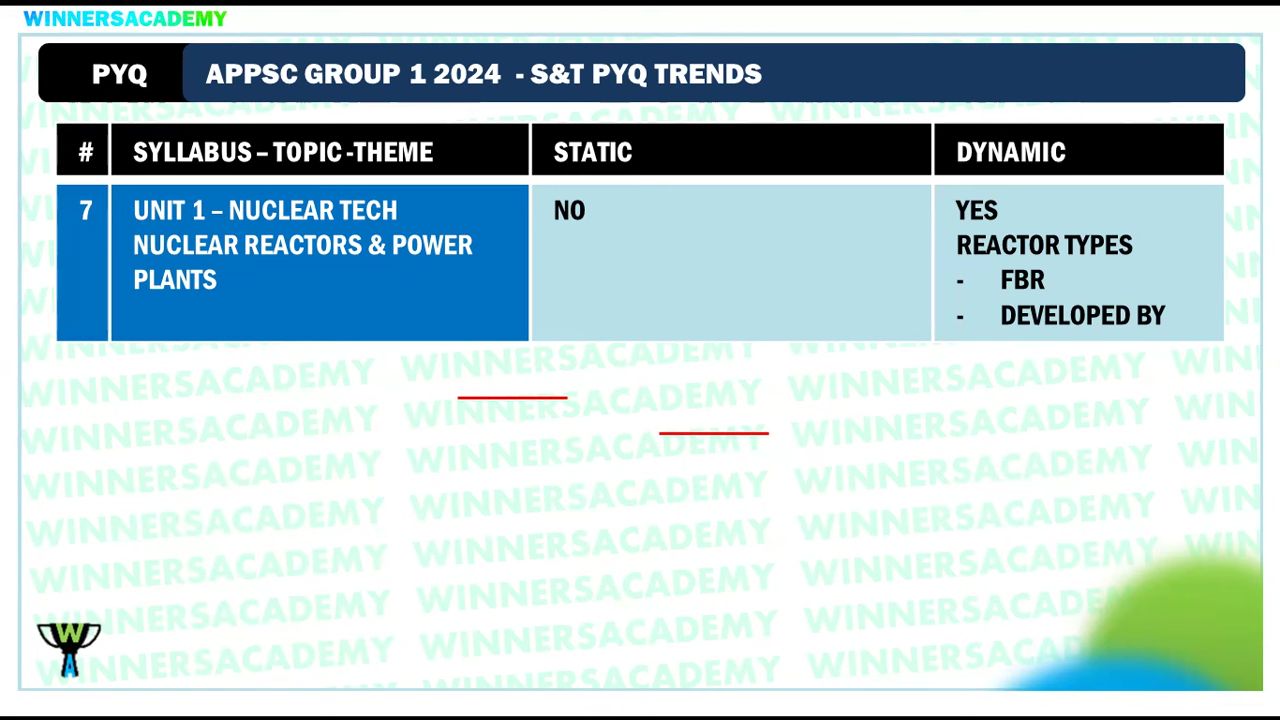 WINNERSACADEMY
PYQ APPSC GROUP 1 2024 - S&T PYQ TRENDS
# SYLLABUS – TOPIC -THEME STATIC DYNAMIC
7 UNIT 1 – NUCLEAR TECH NO YES
NUCLEAR REACTORS & POWER REACTOR TYPES
PLANTS - FBR
- DEVELOPED BY
WA